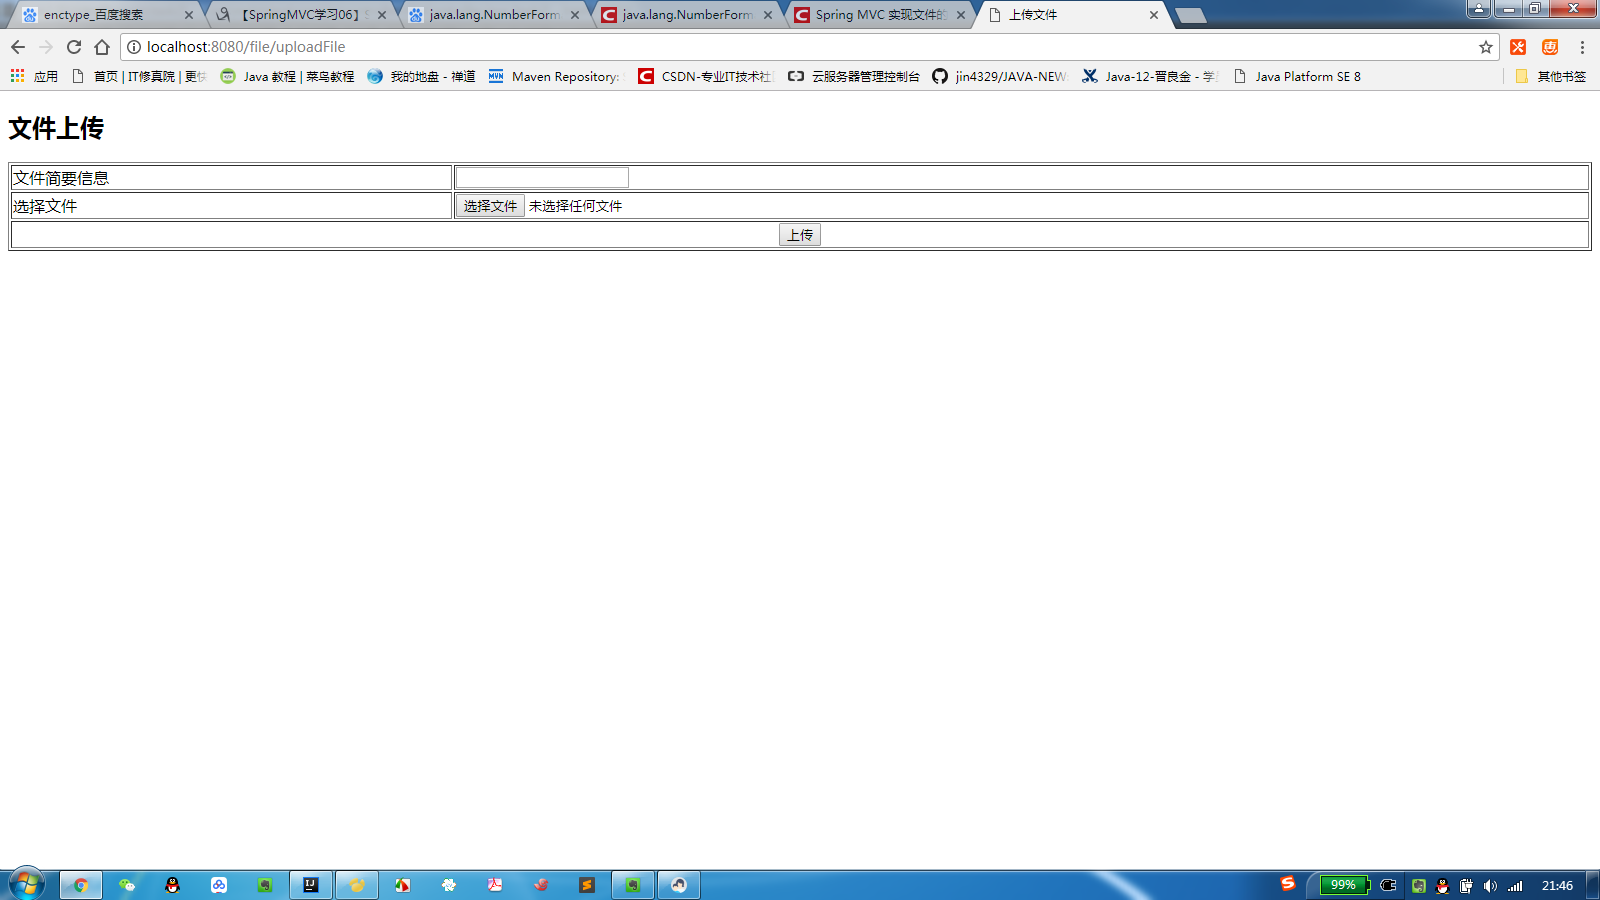 enctype_百度搜索
【SpringMVC学习06】S
java.lang.NumberForm
java.lang.NumberForm
Spring MVC 实现文件的
上传文件
localhost:8080/file/uploadFile
应用
首页 | IT修真院 | 更快
Java 教程 | 菜鸟教程
我的地盘 - 禅道
Maven Repository:
CSDN-专业IT技术社区
云服务器管理控制台
jin4329/JAVA-NEW
Java-12-晋良金 - 学
Java Platform SE 8
其他书签
文件上传
文件简要信息
选择文件
选择文件 未选择任何文件
上传
99%
21:46